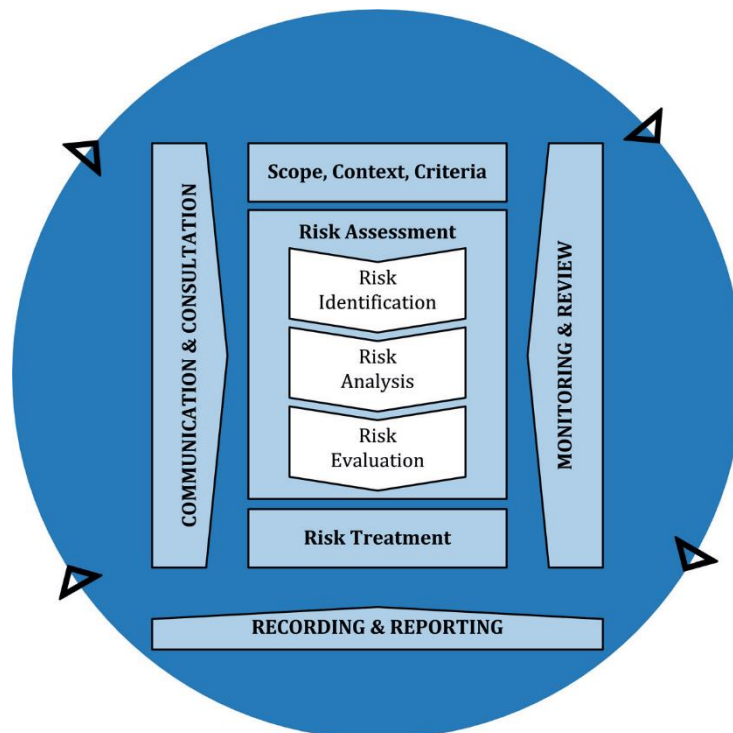 Scope, Context, Criteria
COMMUNICATION & CONSULTATION
Risk Assessment
Risk
Identification
Risk
Analysis
Risk
Evaluation
MONITORING & REVIEW
Risk Treatment
RECORDING & REPORTING